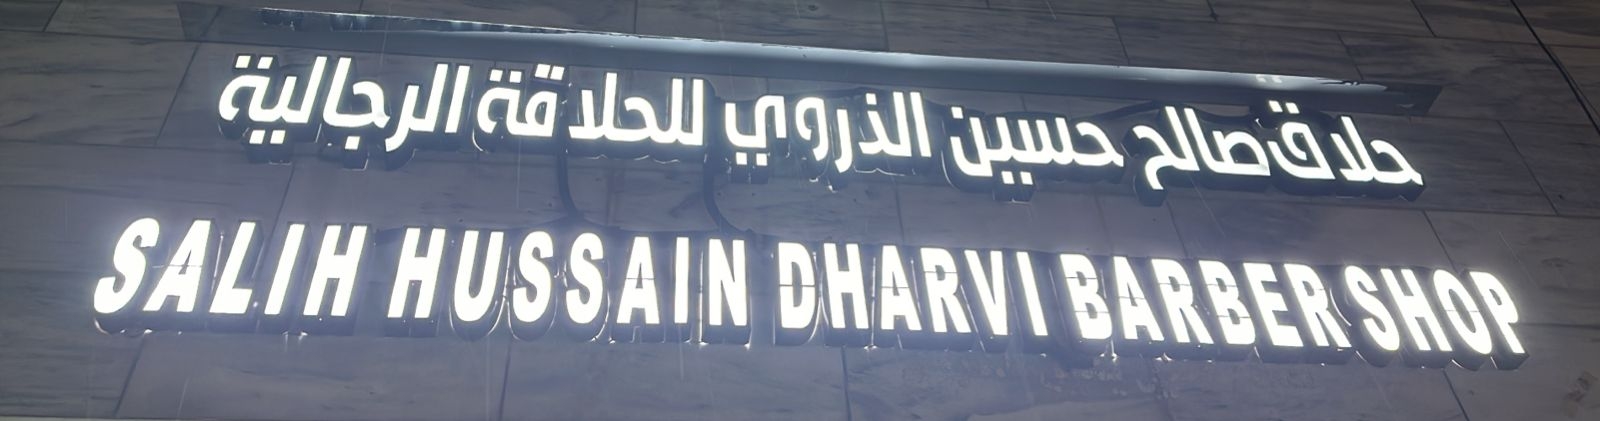 حلاق صالح حسين الذروي للحلاقة الرجالية
SALIH HUSSAIN DHARVI BARBER SHOP